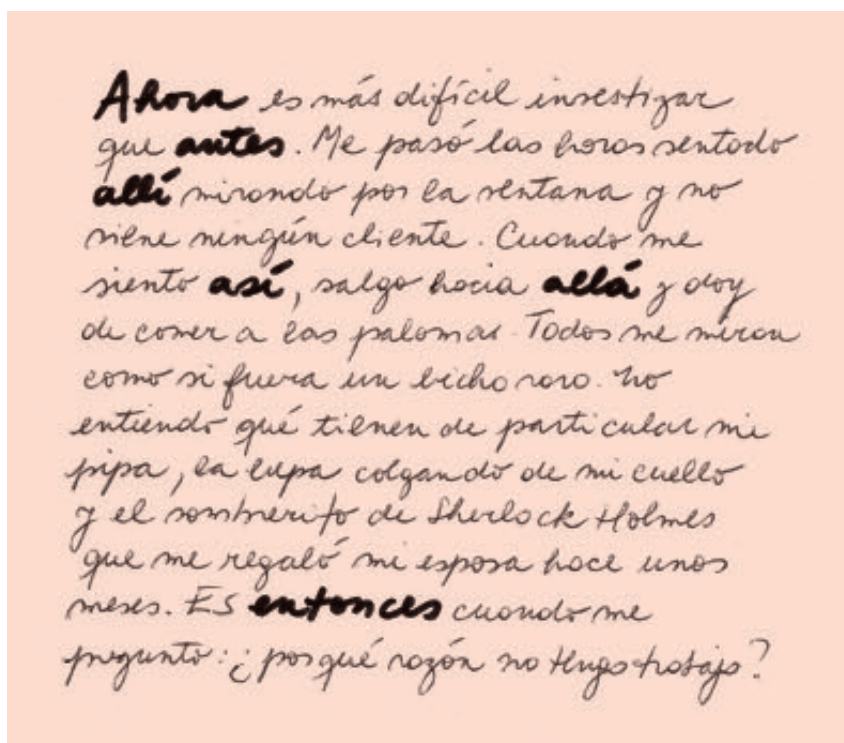 Ahora es más difícil investigar
que antes. Me pasó las horas sentado
allí mirando por la ventana y no
viene ningún cliente. Cuando me
siento así, salgo hacia allá y doy
de comer a las palomas. Todos me miran
como si fuera un bicho raro. No
entiendo qué tienen de particular mi
pipa, la lupa colgando de mi cuello
y el sombrerito de Sherlock Holmes
que me regaló mi esposa hace unos
meses. Es entonces cuando me
pregunto: ¿por qué razón no tengo trabajo?